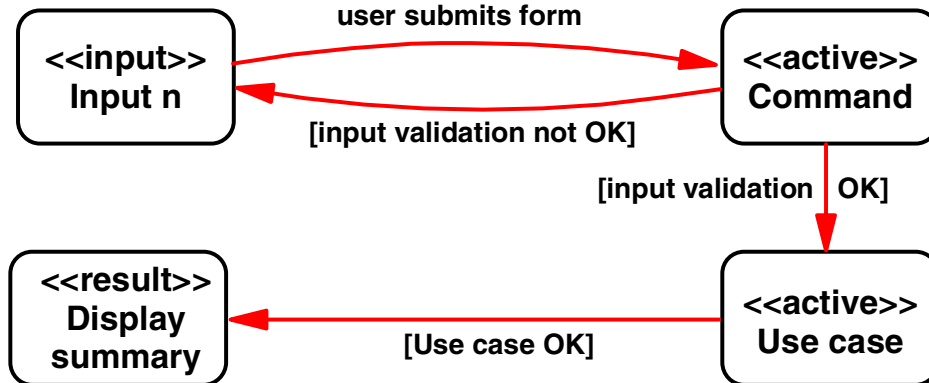 user submits form
<<input>>
Input n
<<active>>
Command
[input validation not OK]
[input validation OK]
<<result>>
Display
summary
<<active>>
Use case
[Use case OK]